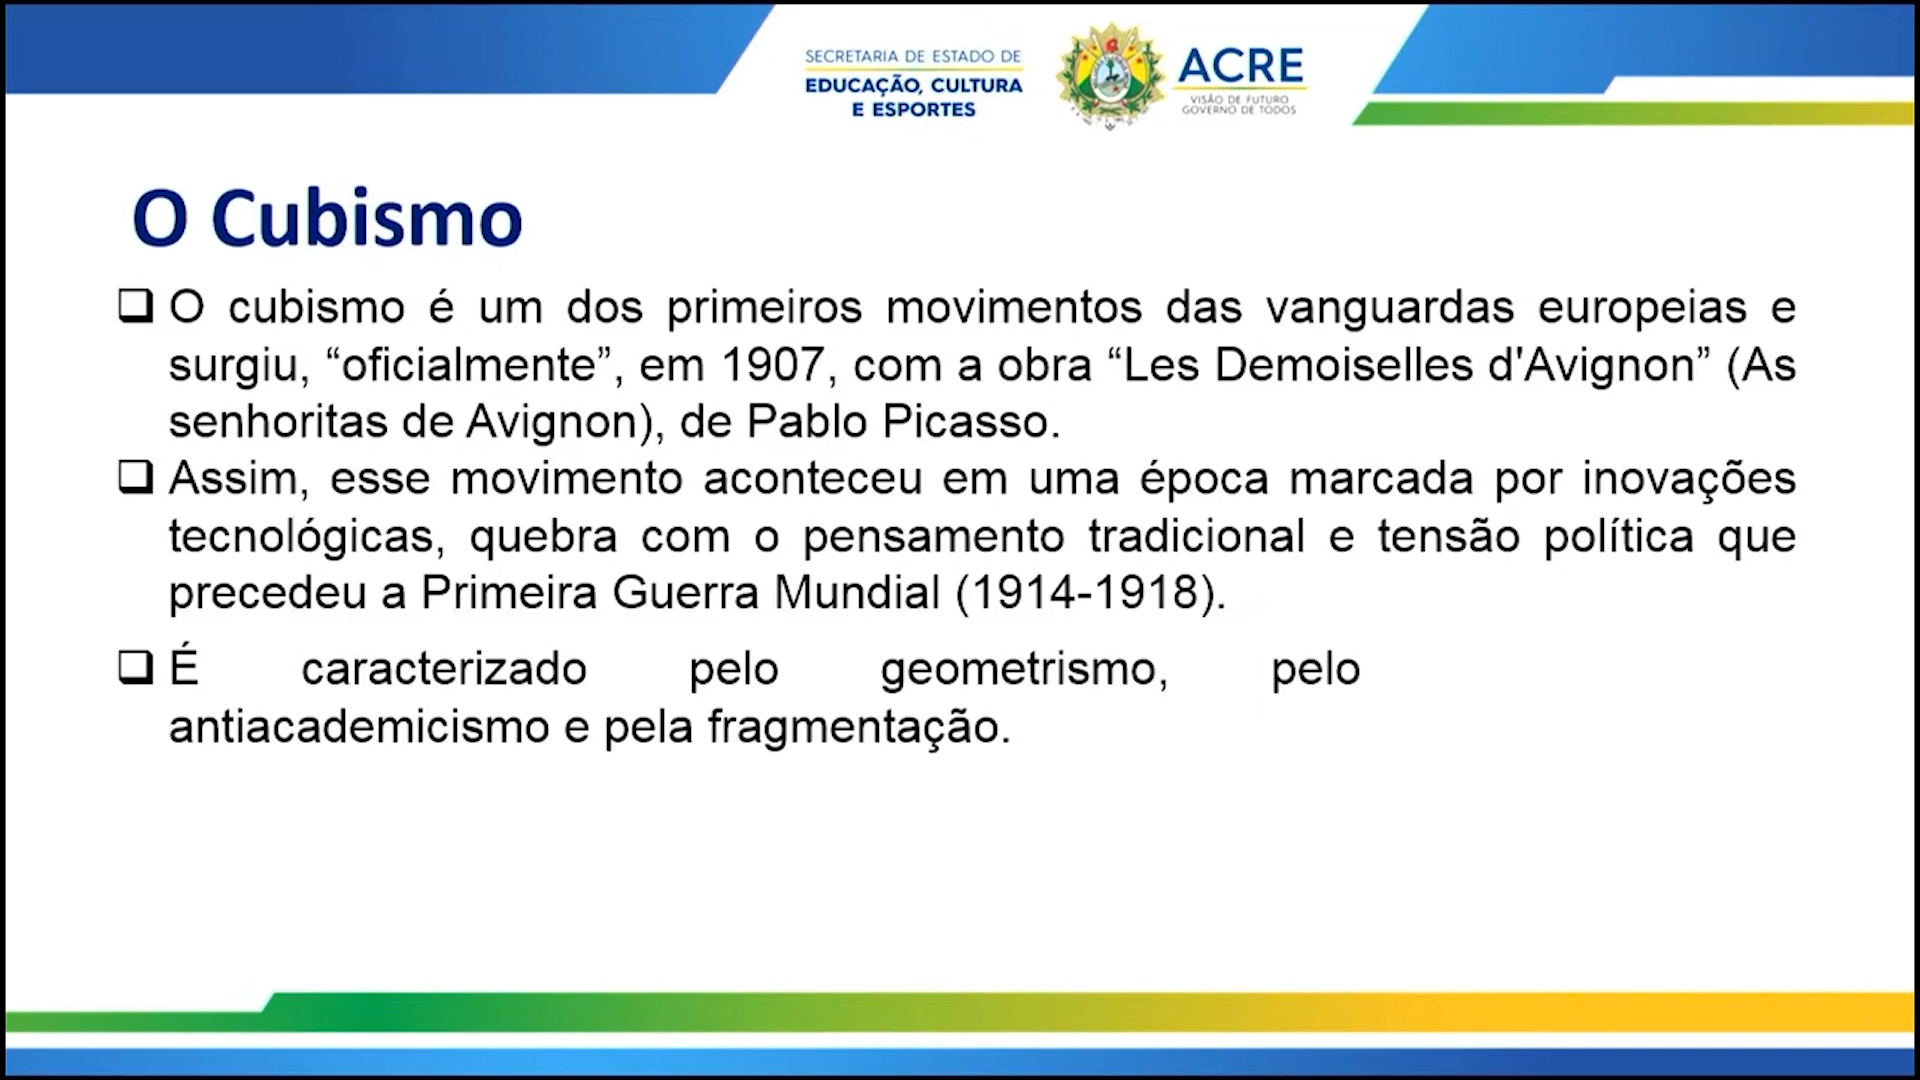 SECRETARIA DE ESTADO DE
EDUCAÇÃO, CULTURA
E ESPORTES
ACRE
VISÃO DE FUTURO
GOVERNO DE TODOS
O Cubismo
❑ O cubismo é um dos primeiros movimentos das vanguardas europeias e
surgiu, “oficialmente”, em 1907, com a obra “Les Demoiselles d'Avignon” (As
senhoritas de Avignon), de Pablo Picasso.
❑ Assim, esse movimento aconteceu em uma época marcada por inovações
tecnológicas, quebra com o pensamento tradicional e tensão política que
precedeu a Primeira Guerra Mundial (1914-1918).
❑ É caracterizado pelo geometrismo, pelo
antiacademicismo e pela fragmentação.